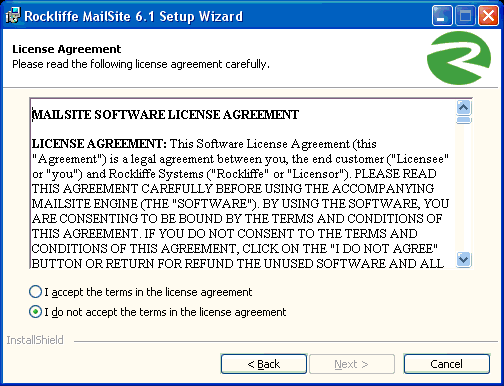 Rockliffe MailSite 6.1 Setup Wizard
License Agreement
Please read the following license agreement carefully.
MAILSITE SOFTWARE LICENSE AGREEMENT
LICENSE AGREEMENT: This Software License Agreement (this
"Agreement") is a legal agreement between you, the end customer ("Licensee"
or "you") and Rockliffe Systems ("Rockliffe" or "Licensor"). PLEASE READ
THIS AGREEMENT CAREFULLY BEFORE USING THE ACCOMPANYING
MAILSITE ENGINE (THE "SOFTWARE"). BY USING THE SOFTWARE, YOU
ARE CONSENTING TO BE BOUND BY THE TERMS AND CONDITIONS OF
THIS AGREEMENT. IF YOU DO NOT CONSENT TO THE TERMS AND
CONDITIONS OF THIS AGREEMENT, CLICK ON THE "I DO NOT AGREE"
BUTTON OR RETURN FOR REFUND THE UNUSED SOFTWARE AND ALL
I accept the terms in the license agreement
I do not accept the terms in the license agreement
InstallShield
< Back Next > Cancel